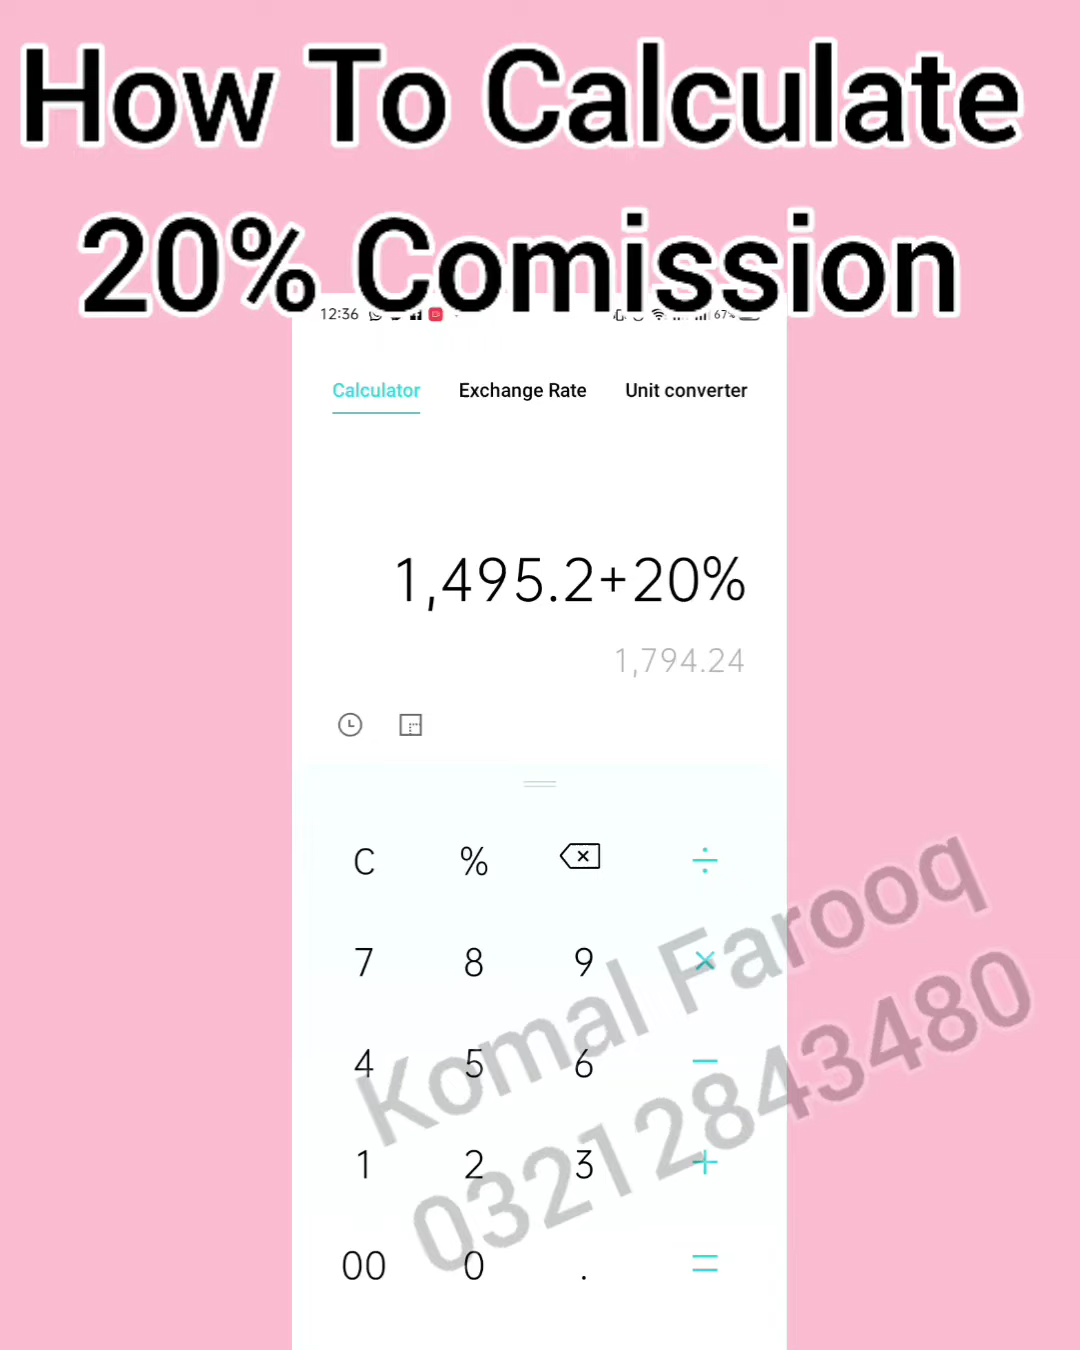 How To Calculate
20% Comission
12:36
67%
Calculator Exchange Rate Unit converter
1,495.2+20%
1,794.24
C % ÷
7 8 9 ×
4 5 6 −
1 2 3 +
00 0 . =
Komal Farooq
03212843480